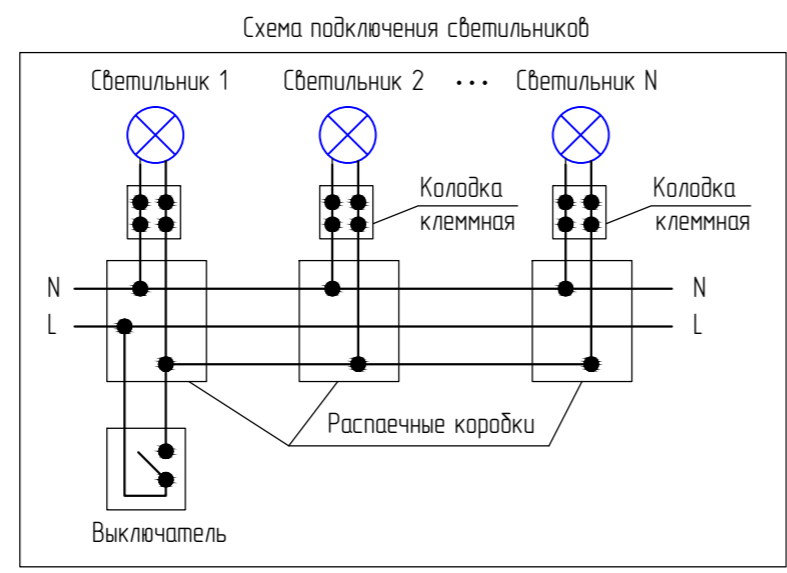 Схема подключения светильников
Светильник 1 Светильник 2 ... Светильник N
Колодка клеммная
Колодка клеммная
N N
L L
Распаечные коробки
Выключатель